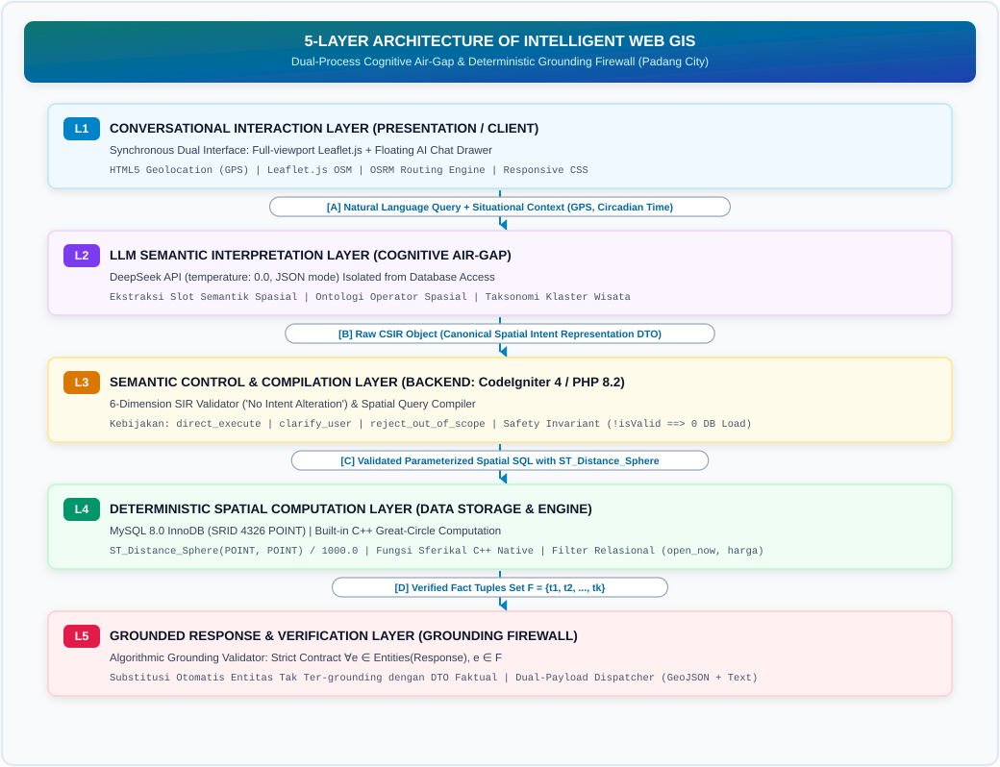 5-LAYER ARCHITECTURE OF INTELLIGENT WEB GIS
Dual-Process Cognitive Air-Gap & Deterministic Grounding Firewall (Padang City)
L1 CONVERSATIONAL INTERACTION LAYER (PRESENTATION / CLIENT)
Synchronous Dual Interface: Full-viewport Leaflet.js + Floating AI Chat Drawer
HTML5 Geolocation (GPS) | Leaflet.js OSM | OSRM Routing Engine | Responsive CSS
[A] Natural Language Query + Situational Context (GPS, Circadian Time)
L2 LLM SEMANTIC INTERPRETATION LAYER (COGNITIVE AIR-GAP)
DeepSeek API (temperature: 0.0, JSON mode) Isolated from Database Access
Ekstraksi Slot Semantik Spasial | Ontologi Operator Spasial | Taksonomi Klaster Wisata
[B] Raw CSIR Object (Canonical Spatial Intent Representation DTO)
L3 SEMANTIC CONTROL & COMPILATION LAYER (BACKEND: CodeIgniter 4 / PHP 8.2)
6-Dimension SIR Validator ('No Intent Alteration') & Spatial Query Compiler
Kebijakan: direct_execute | clarify_user | reject_out_of_scope | Safety Invariant (!isValid ==> 0 DB Load)
[C] Validated Parameterized Spatial SQL with ST_Distance_Sphere
L4 DETERMINISTIC SPATIAL COMPUTATION LAYER (DATA STORAGE & ENGINE)
MySQL 8.0 InnoDB (SRID 4326 POINT) | Built-in C++ Great-Circle Computation
ST_Distance_Sphere(POINT, POINT) / 1000.0 | Fungsi Sferikal C++ Native | Filter Relasional (open_now, harga)
[D] Verified Fact Tuples Set F = {t1, t2, ..., tk}
L5 GROUNDED RESPONSE & VERIFICATION LAYER (GROUNDING FIREWALL)
Algorithmic Grounding Validator: Strict Contract ∀e ∈ Entities(Response), e ∈ F
Substitusi Otomatis Entitas Tak Ter-grounding dengan DTO Faktual | Dual-Payload Dispatcher (GeoJSON + Text)